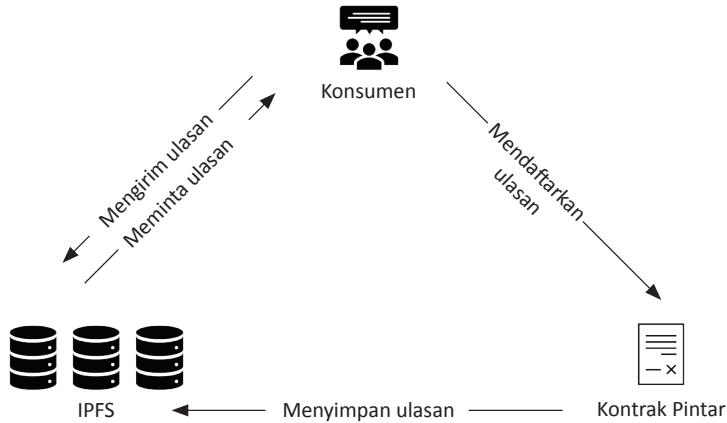 Konsumen
Mengirim ulasan
Meminta ulasan
Mendaftarkan
ulasan
IPFS
Menyimpan ulasan
Kontrak Pintar